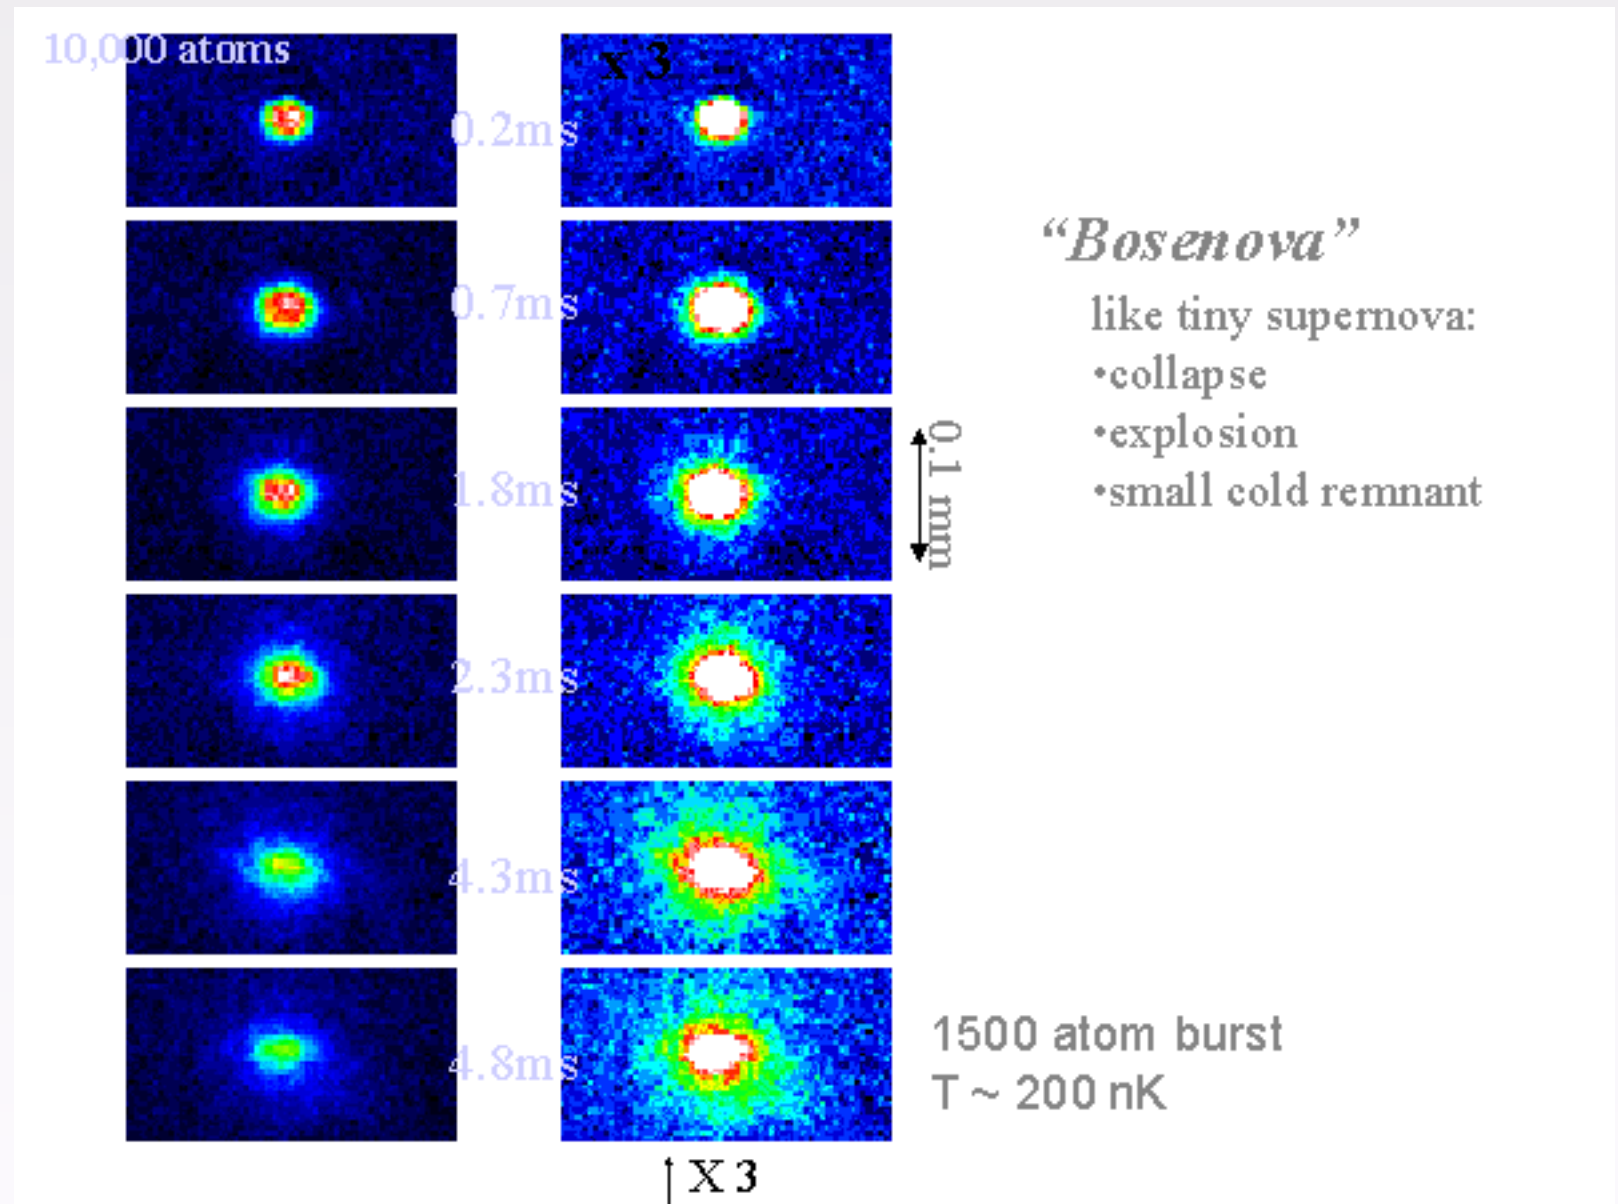 10,000 atoms
x 3
0.2ms
0.7ms
1.8ms
2.3ms
4.3ms
4.8ms
0.1 mm
“Bosenova”
like tiny supernova:
•collapse
•explosion
•small cold remnant
1500 atom burst
T ~ 200 nK
X 3